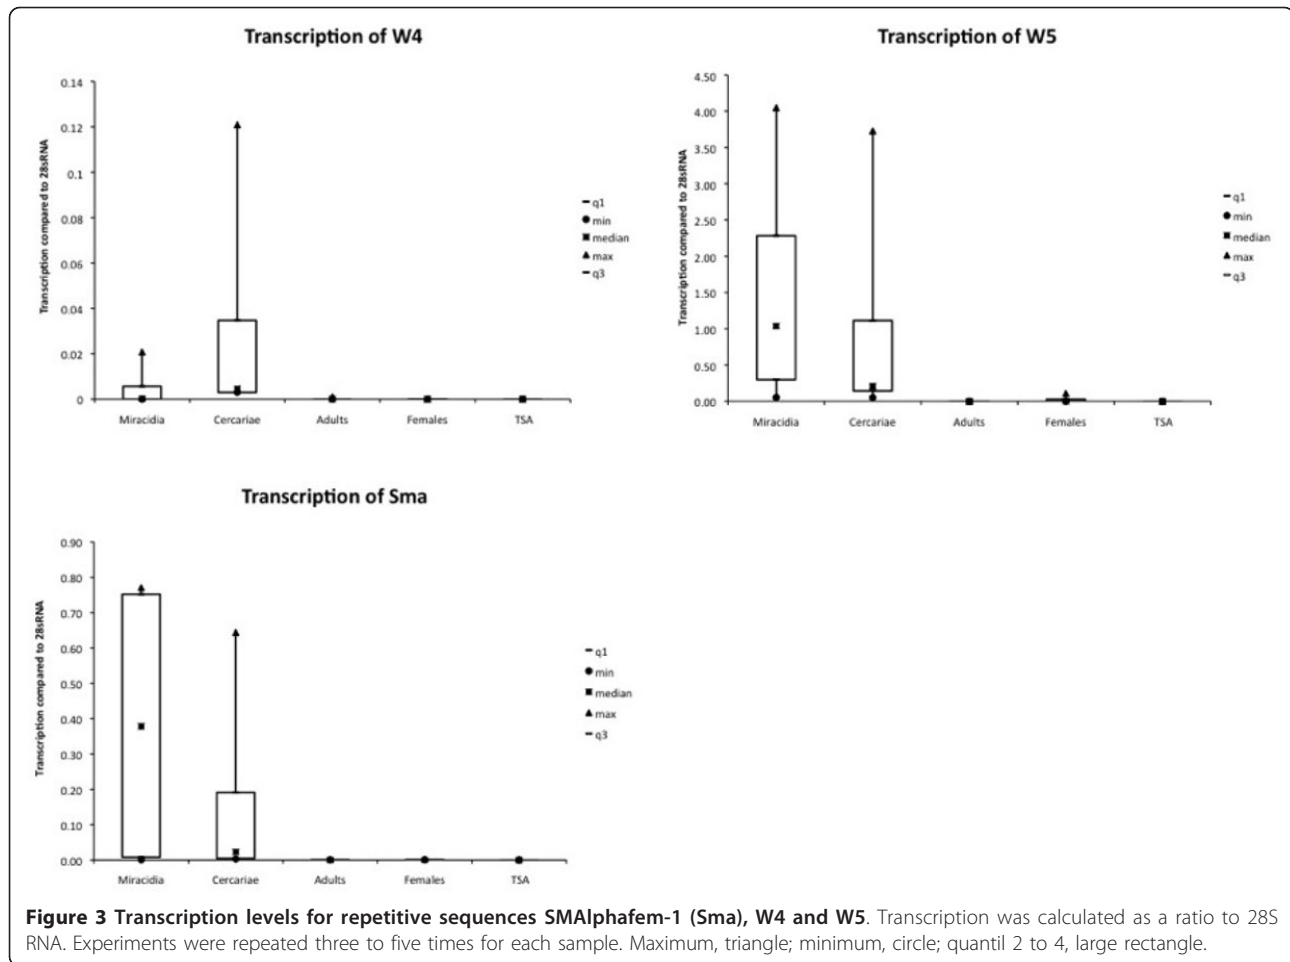 Transcription of W4
Transcription compared to 28sRNA
0.14
0.12
0.1
0.08
0.06
0.04
0.02
0
Miracidia Cercariae Adults Females TSA
q1
min
median
max
q3
Transcription of W5
Transcription compared to 28sRNA
4.50
4.00
3.50
3.00
2.50
2.00
1.50
1.00
0.50
0.00
Miracidia Cercariae Adults Females TSA
q1
min
median
max
q3
Transcription of Sma
Transcription compared to 28sRNA
0.90
0.80
0.70
0.60
0.50
0.40
0.30
0.20
0.10
0.00
Miracidia Cercariae Adults Females TSA
q1
min
median
max
q3
Figure 3 Transcription levels for repetitive sequences SMAlphafem-1 (Sma), W4 and W5. Transcription was calculated as a ratio to 28S
RNA. Experiments were repeated three to five times for each sample. Maximum, triangle; minimum, circle; quantil 2 to 4, large rectangle.